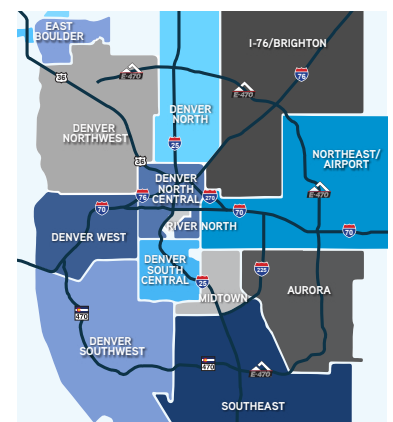 EAST
BOULDER
I-76/BRIGHTON
36
E-470
76
E-470
DENVER
NORTH
DENVER
NORTHWEST
25
36
NORTHEAST/
AIRPORT
DENVER
NORTH
CENTRAL
76
270
E-470
70
70
RIVER NORTH
70
DENVER WEST
DENVER
SOUTH
CENTRAL
225
25
MIDTOWN
AURORA
470
DENVER
SOUTHWEST
470
E-470
SOUTHEAST